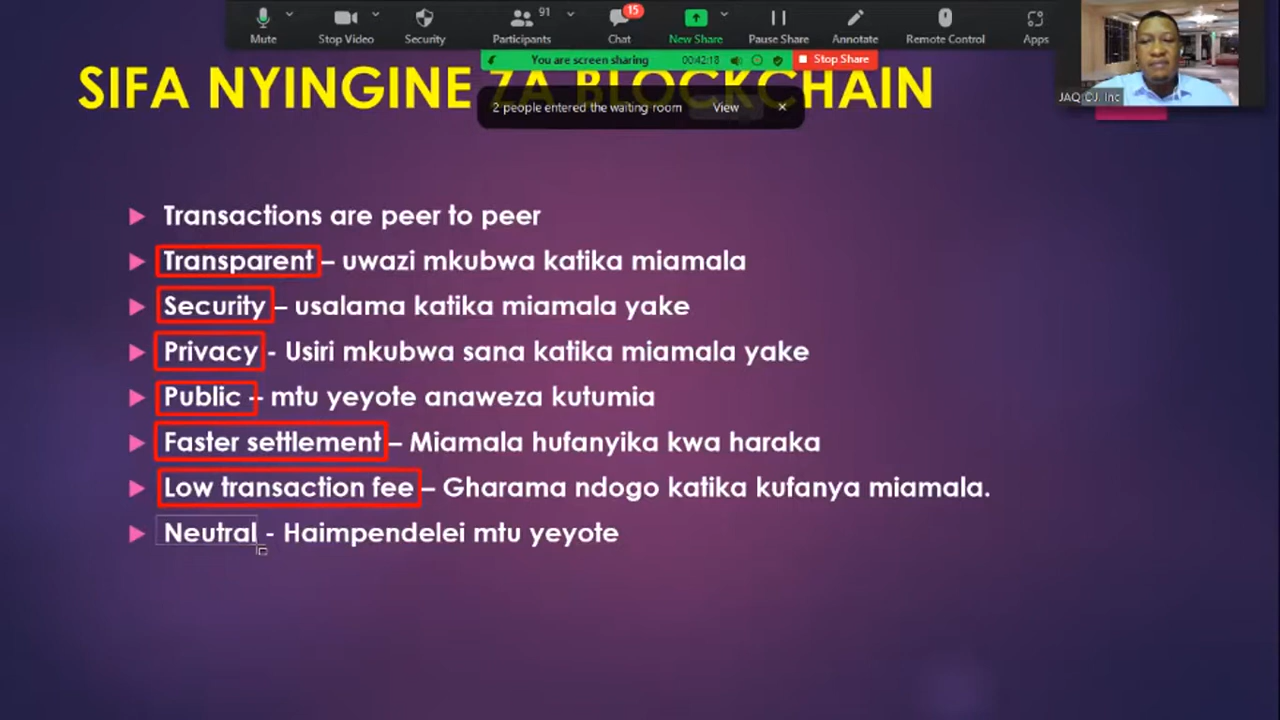 91
15
Mute
Stop Video
Security
Participants
Chat
New Share
Pause Share
Annotate
Remote Control
Apps
You are screen sharing
00:42:18
Stop Share
SIFA NYINGINE ZA BLOCKCHAIN
2 people entered the waiting room
View
JAQ CJ. Inc
Transactions are peer to peer
Transparent – uwazi mkubwa katika miamala
Security – usalama katika miamala yake
Privacy - Usiri mkubwa sana katika miamala yake
Public – mtu yeyote anaweza kutumia
Faster settlement – Miamala hufanyika kwa haraka
Low transaction fee – Gharama ndogo katika kufanya miamala.
Neutral - Haimpendelei mtu yeyote